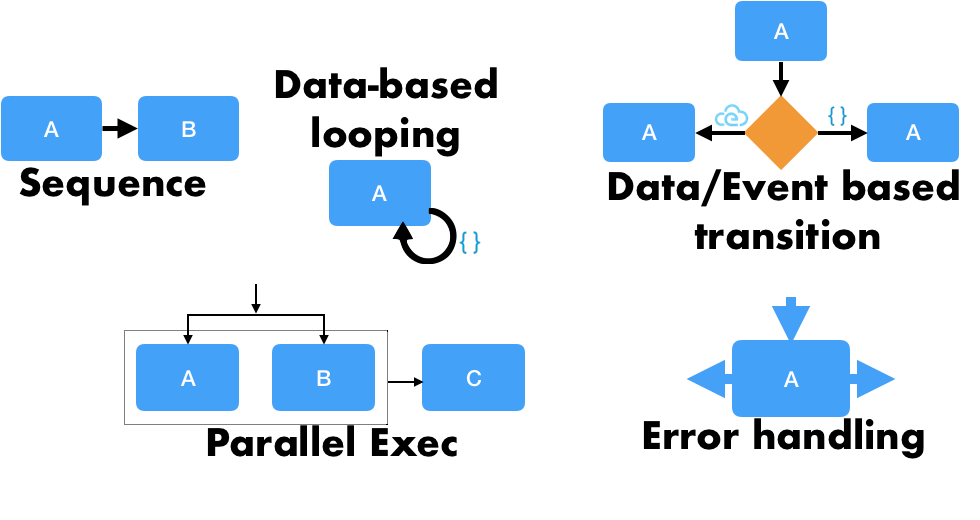 A
B
Sequence
Data-based
looping
A
{ }
A
A
{ }
A
Data/Event based
transition
A
B
C
Parallel Exec
A
Error handling